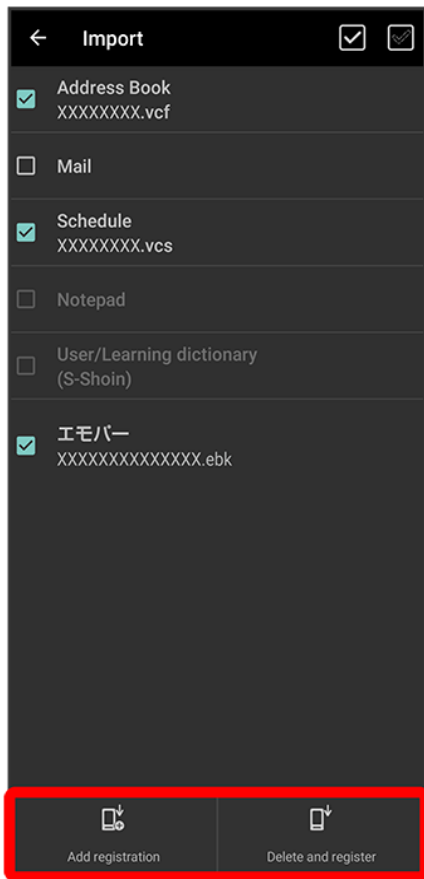 Import
Address Book
XXXXXXXX.vcf
Mail
Schedule
XXXXXXXX.vcs
Notepad
User/Learning dictionary
(S-Shoin)
エモパー
XXXXXXXXXXXXXX.ebk
Add registration
Delete and register